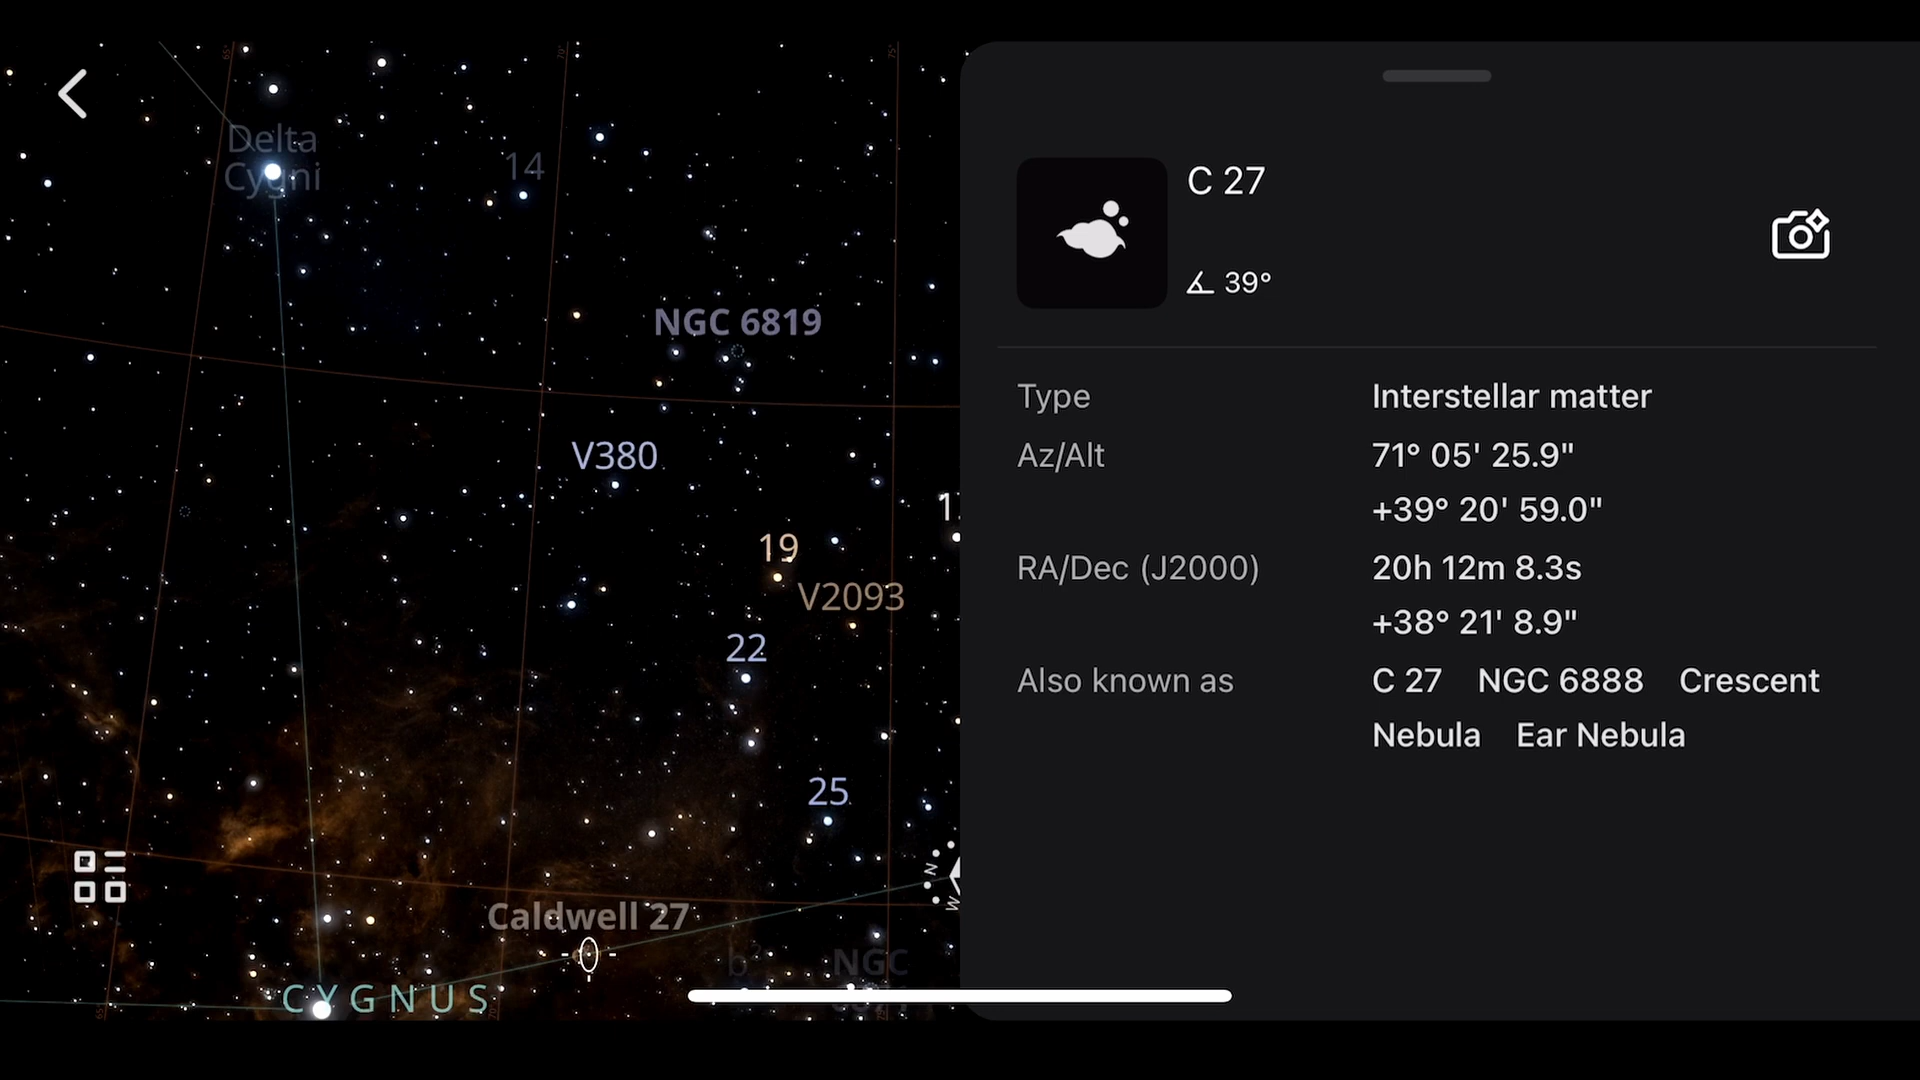 Delta
Cygni
14
NGC 6819
V380
19
V2093
22
25
Caldwell 27
b²
NGC
CYGNUS
N
W
C 27
39°
Type
Interstellar matter
Az/Alt
71° 05' 25.9"
+39° 20' 59.0"
RA/Dec (J2000)
20h 12m 8.3s
+38° 21' 8.9"
Also known as
C 27 NGC 6888 Crescent
Nebula Ear Nebula